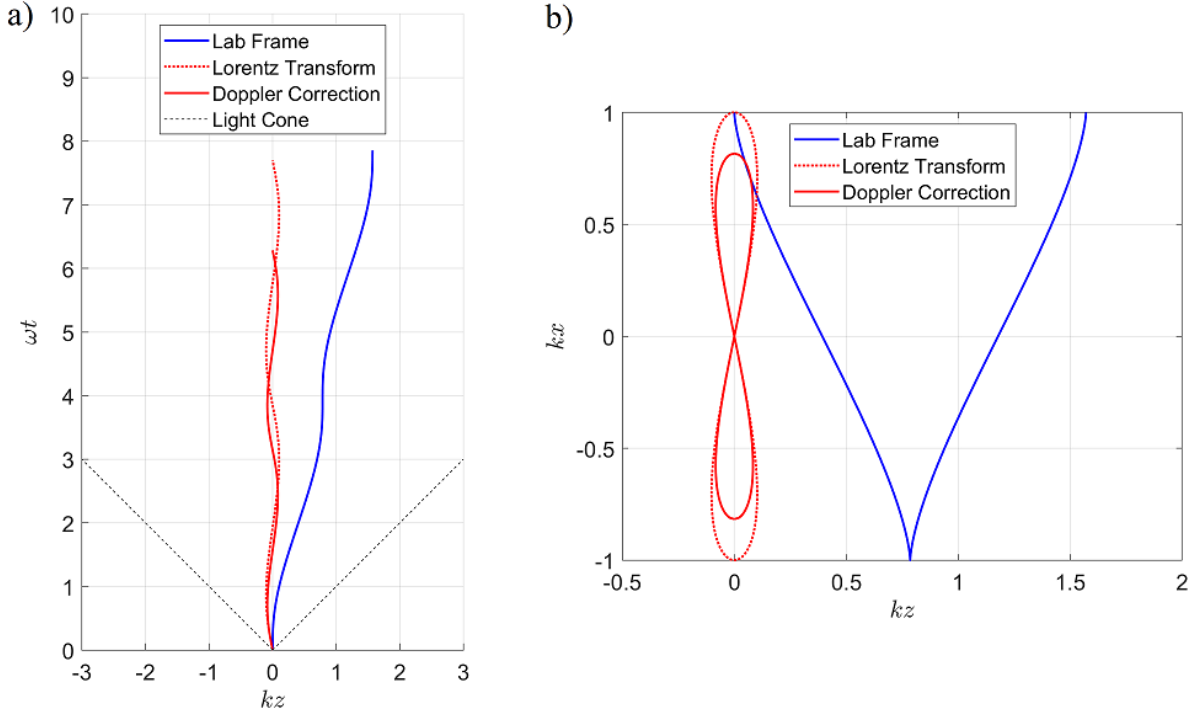 a)
10
9
8
7
6
5
4
3
2
1
0
ωt
-3
-2
-1
0
1
2
3
kz
Lab Frame
Lorentz Transform
Doppler Correction
Light Cone
b)
1
0.5
0
-0.5
-1
kx
-0.5
0
0.5
1
1.5
2
kz
Lab Frame
Lorentz Transform
Doppler Correction